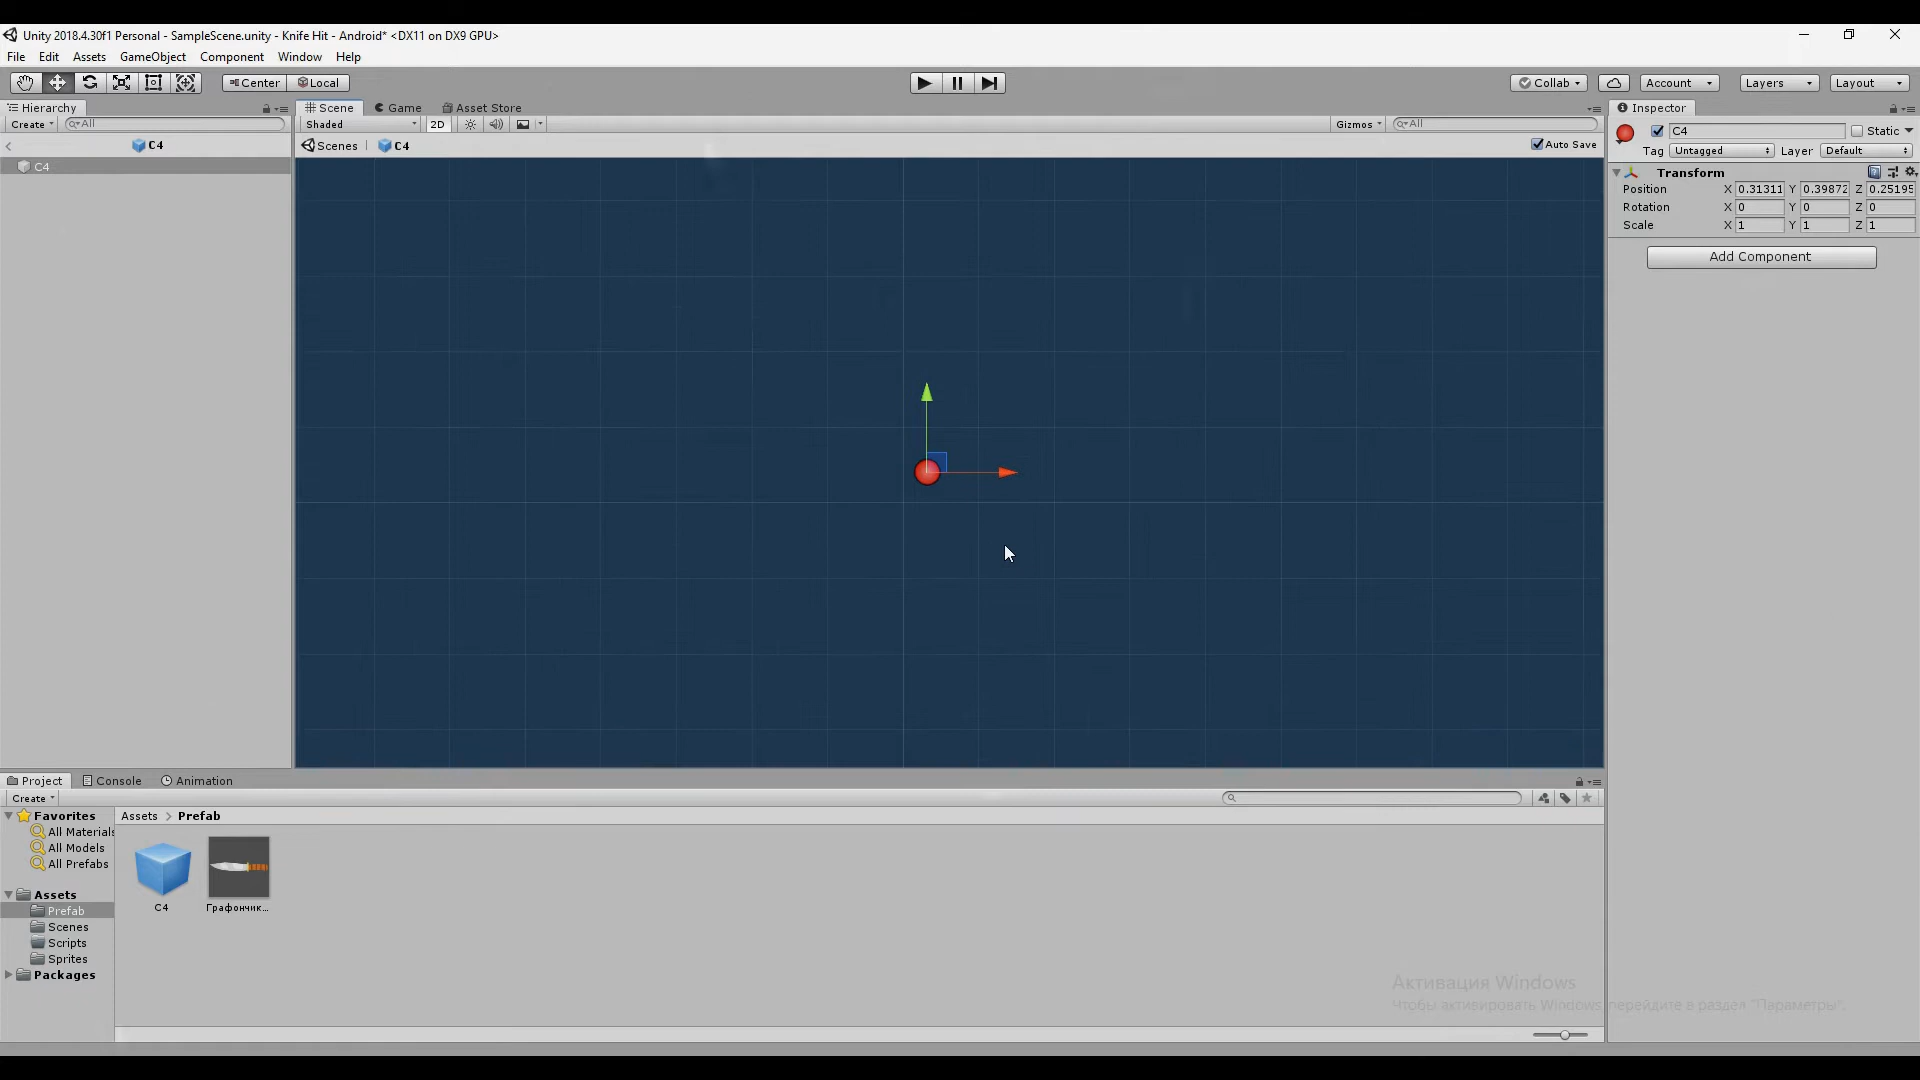 Unity 2018.4.30f1 Personal - SampleScene.unity - Knife Hit - Android* <DX11 on DX9 GPU>
File Edit Assets GameObject Component Window Help
Center Local Collab Account Layers Layout
Hierarchy
Create All
C4
C4
Scene Game Asset Store
Shaded 2D Gizmos All
Scenes C4 Auto Save
Inspector
C4 Static
Tag Untagged Layer Default
Transform
Position X 0.31311 Y 0.39872 Z 0.25195
Rotation X 0 Y 0 Z 0
Scale X 1 Y 1 Z 1
Add Component
Project Console Animation
Create
Favorites
All Materials
All Models
All Prefabs
Assets
Prefab
Scenes
Scripts
Sprites
Packages
Assets > Prefab
C4 Графончик...
Активация Windows
Чтобы активировать Windows, перейдите в раздел "Параметры".